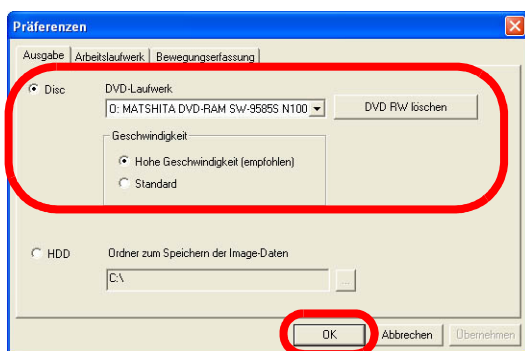 Präferenzen
Ausgabe Arbeitslaufwerk Bewegungserfassung
Disc
DVD-Laufwerk
O: MATSHITA DVD-RAM SW-9585S N100
DVD RW löschen
Geschwindigkeit
Hohe Geschwindigkeit (empfohlen)
Standard
HDD
Ordner zum Speichern der Image-Daten
C:\
...
OK Abbrechen Übernehmen